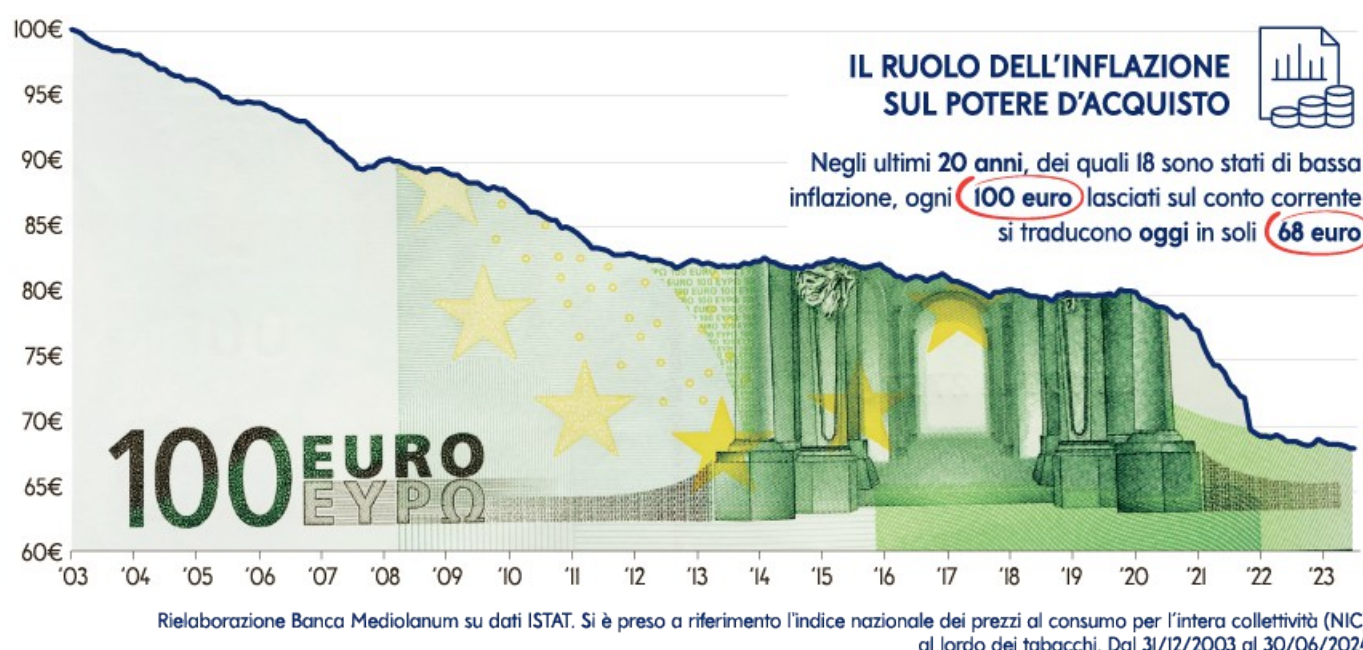 100€
95€
90€
85€
80€
75€
70€
65€
60€
IL RUOLO DELL'INFLAZIONE
SUL POTERE D'ACQUISTO
Negli ultimi 20 anni, dei quali 18 sono stati di bassa
inflazione, ogni 100 euro lasciati sul conto corrente
si traducono oggi in soli 68 euro
100 EURO
ΕΥΡΩ
'03 '04 '05 '06 '07 '08 '09 '10 '11 '12 '13 '14 '15 '16 '17 '18 '19 '20 '21 '22 '23
Rielaborazione Banca Mediolanum su dati ISTAT. Si è preso a riferimento l'indice nazionale dei prezzi al consumo per l'intera collettività (NIC
al lordo dei tabacchi. Dal 31/12/2003 al 30/06/2024